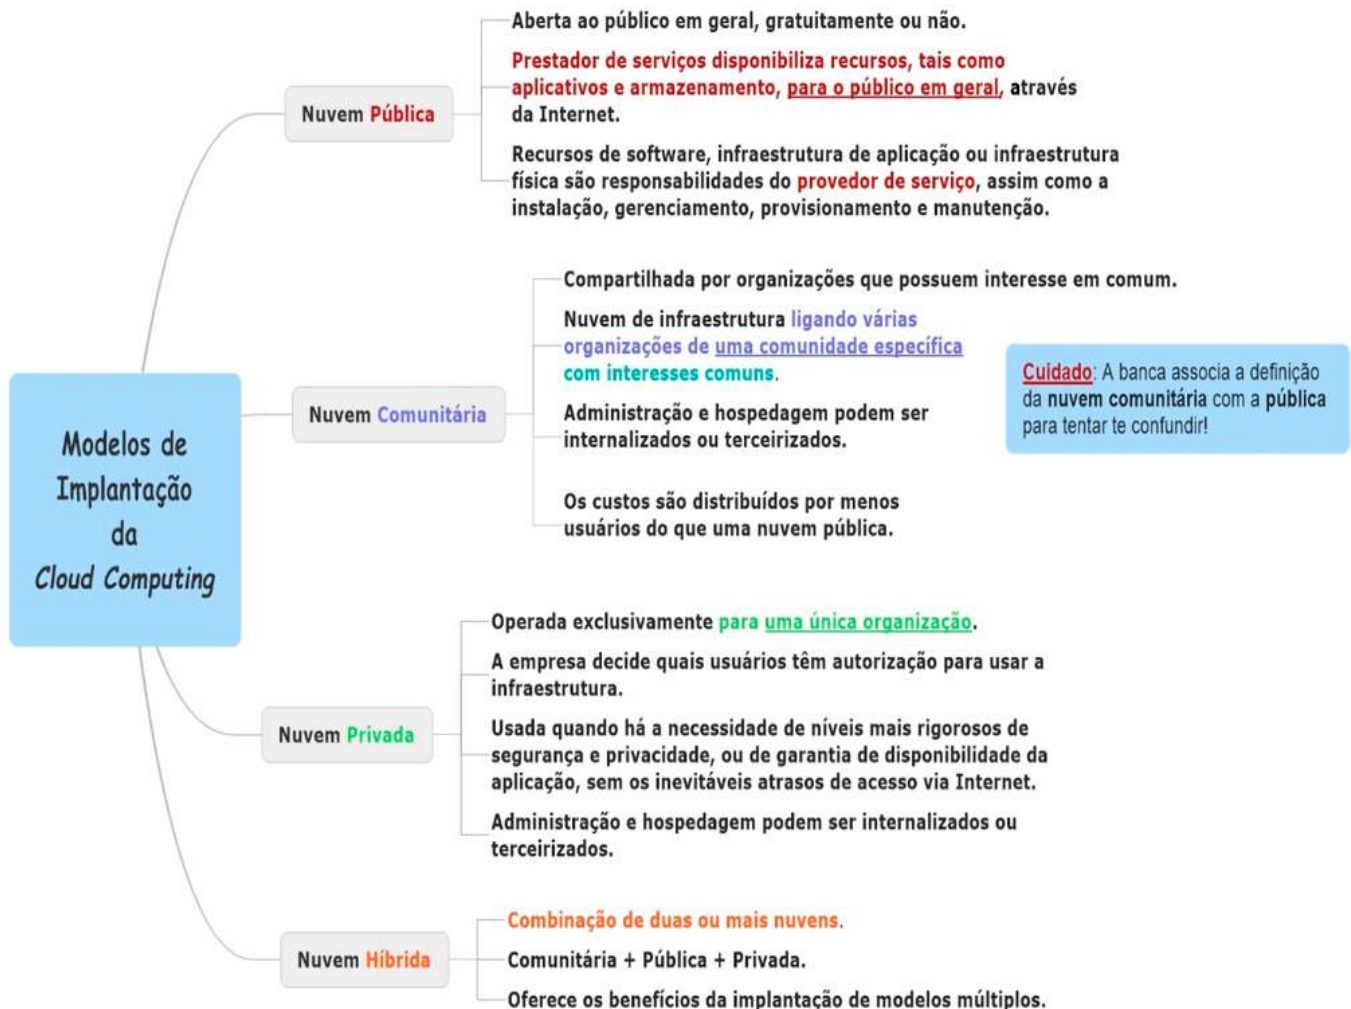 Modelos de
Implantação
da
Cloud Computing
Nuvem Pública
Aberta ao público em geral, gratuitamente ou não.
Prestador de serviços disponibiliza recursos, tais como
aplicativos e armazenamento, para o público em geral, através
da Internet.
Recursos de software, infraestrutura de aplicação ou infraestrutura
física são responsabilidades do provedor de serviço, assim como a
instalação, gerenciamento, provisionamento e manutenção.
Nuvem Comunitária
Compartilhada por organizações que possuem interesse em comum.
Nuvem de infraestrutura ligando várias
organizações de uma comunidade específica
com interesses comuns.
Administração e hospedagem podem ser
internalizados ou terceirizados.
Os custos são distribuídos por menos
usuários do que uma nuvem pública.
Cuidado: A banca associa a definição
da nuvem comunitária com a pública
para tentar te confundir!
Nuvem Privada
Operada exclusivamente para uma única organização.
A empresa decide quais usuários têm autorização para usar a
infraestrutura.
Usada quando há a necessidade de níveis mais rigorosos de
segurança e privacidade, ou de garantia de disponibilidade da
aplicação, sem os inevitáveis atrasos de acesso via Internet.
Administração e hospedagem podem ser internalizados ou
terceirizados.
Nuvem Híbrida
Combinação de duas ou mais nuvens.
Comunitária + Pública + Privada.
Oferece os benefícios da implantação de modelos múltiplos.